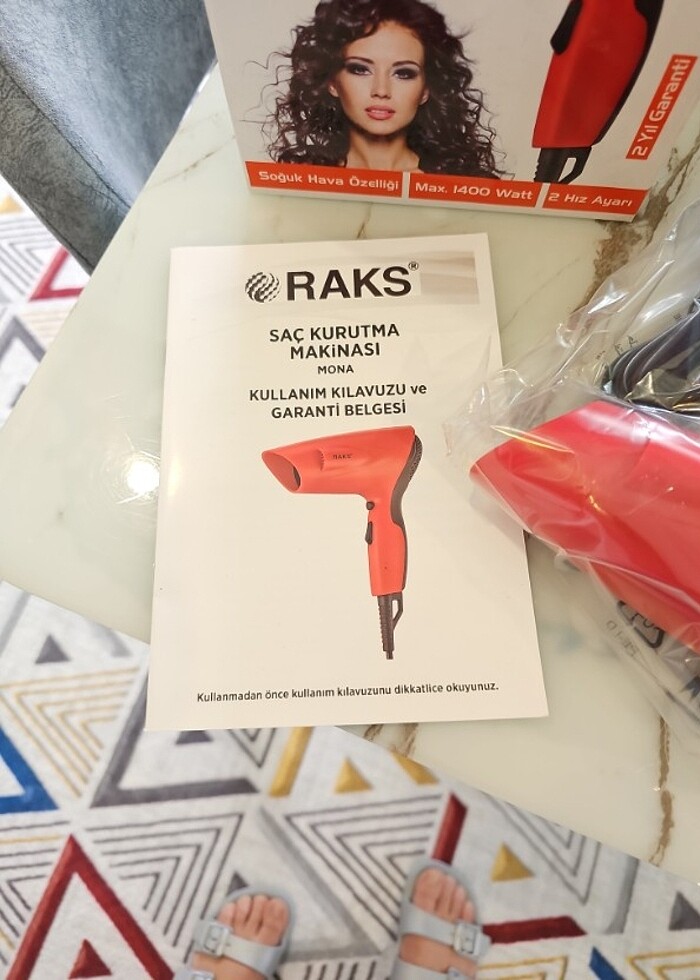 2 Yıl Garanti
Soğuk Hava Özelliği Max. 1400 Watt 2 Hız Ayarı
RAKS®
SAÇ KURUTMA
MAKiNASI
MONA
KULLANIM KILAVUZU ve
GARANTİ BELGESİ
RAKS
Kullanmadan önce kullanım kılavuzunu dikkatlice okuyunuz.